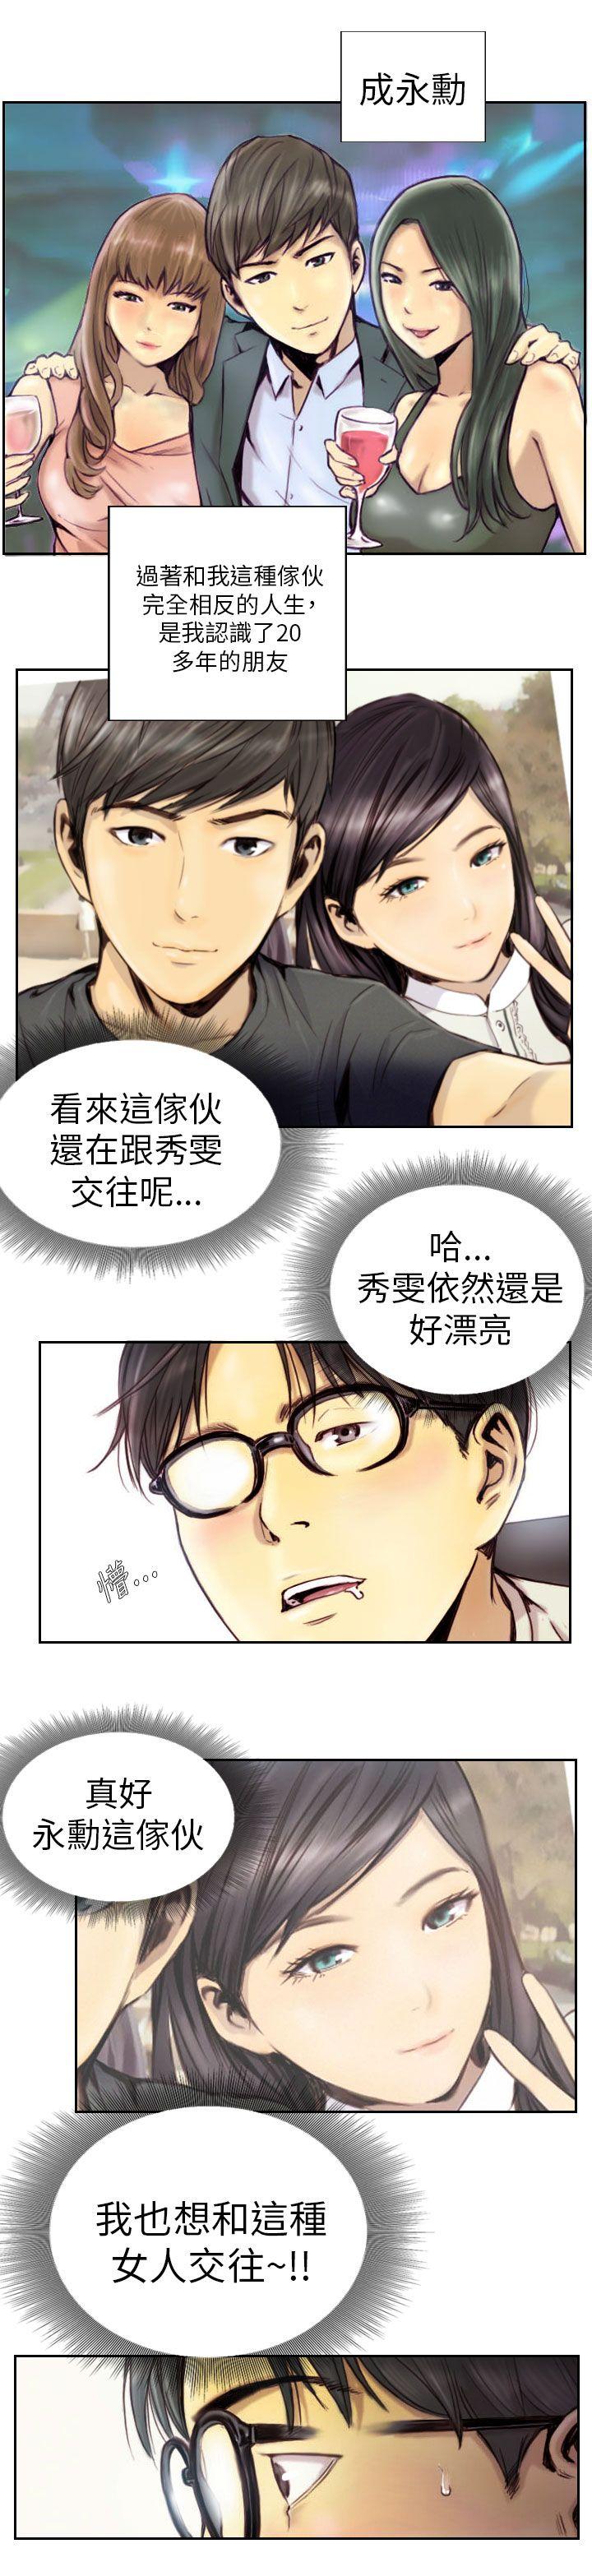 成永勳
過著和我這種傢伙
完全相反的人生，
是我認識了20
多年的朋友
看來這傢伙
還在跟秀雯
交往呢...
哈...
秀雯依然還是
好漂亮
懵...
真好
永勳這傢伙
我也想和這種
女人交往~!!